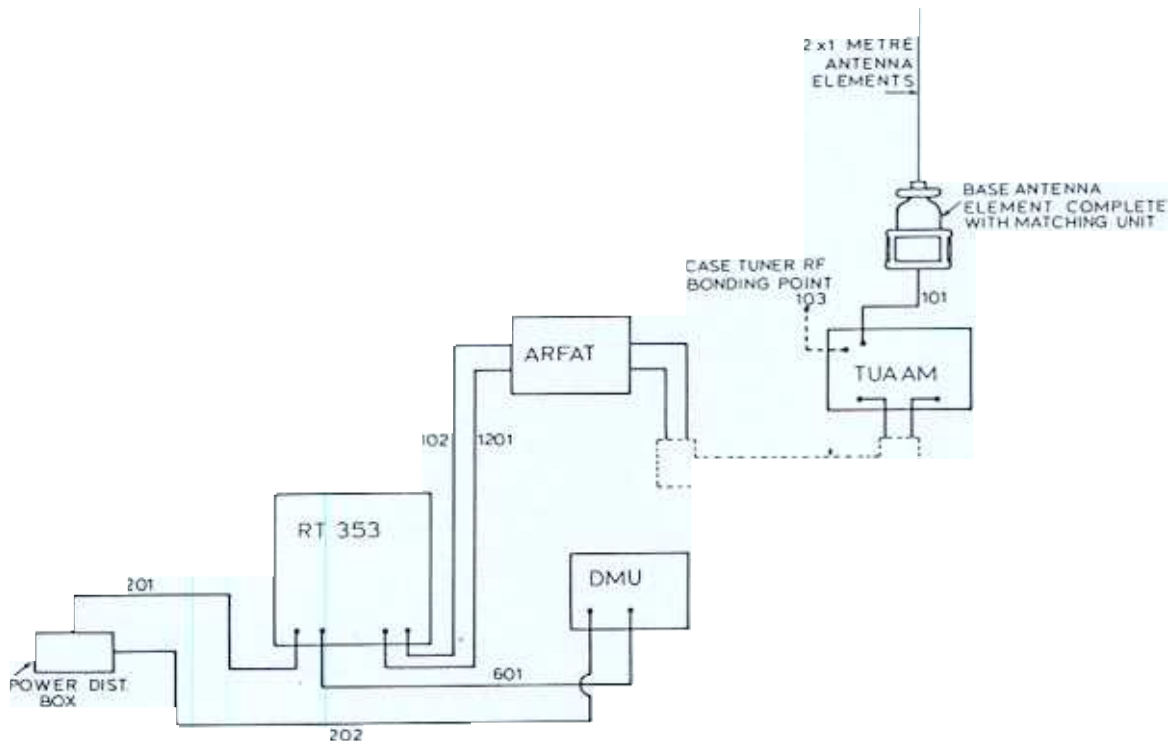 2 x1 METRE
ANTENNA
ELEMENTS
BASE ANTENNA
ELEMENT COMPLETE
WITH MATCHING UNIT
CASE TUNER RF
BONDING POINT
103
101
ARFAT
TUAAM
102
1201
RT 353
DMU
201
601
POWER DIST.
BOX
202